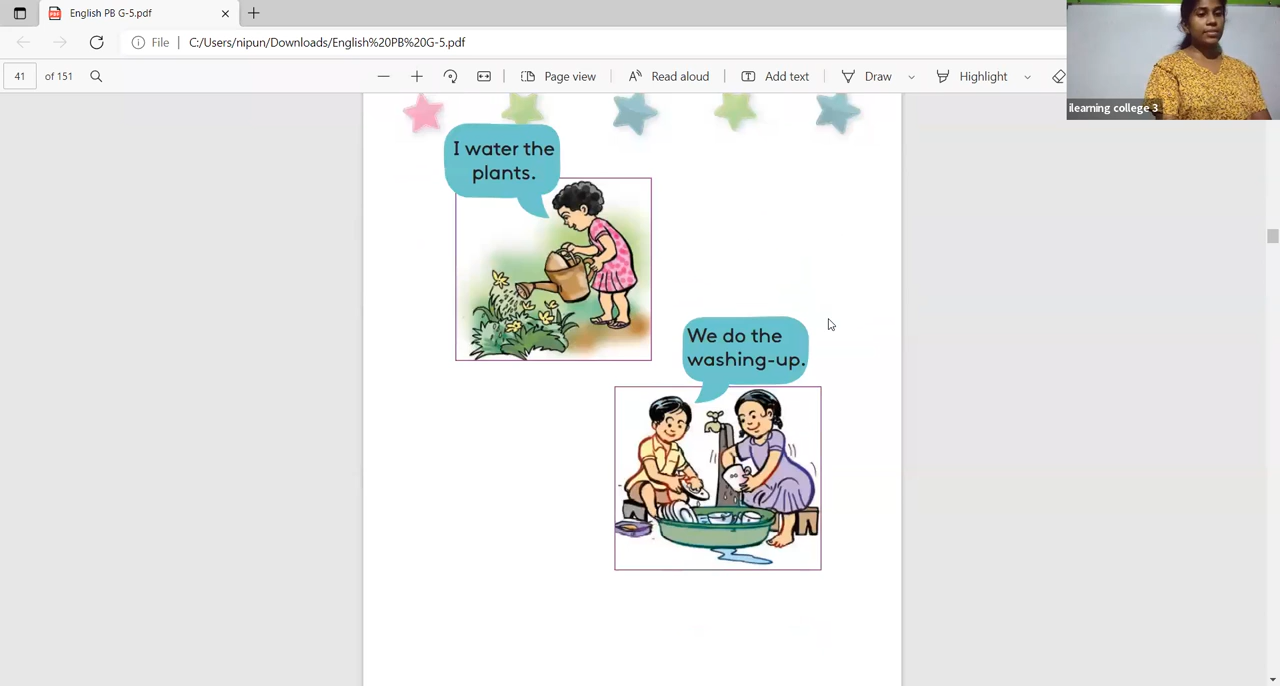 English PB G-5.pdf
File
C:/Users/nipun/Downloads/English%20PB%20G-5.pdf
41
of 151
Page view
Read aloud
Add text
Draw
Highlight
ilearning college 3
I water the
plants.
We do the
washing-up.